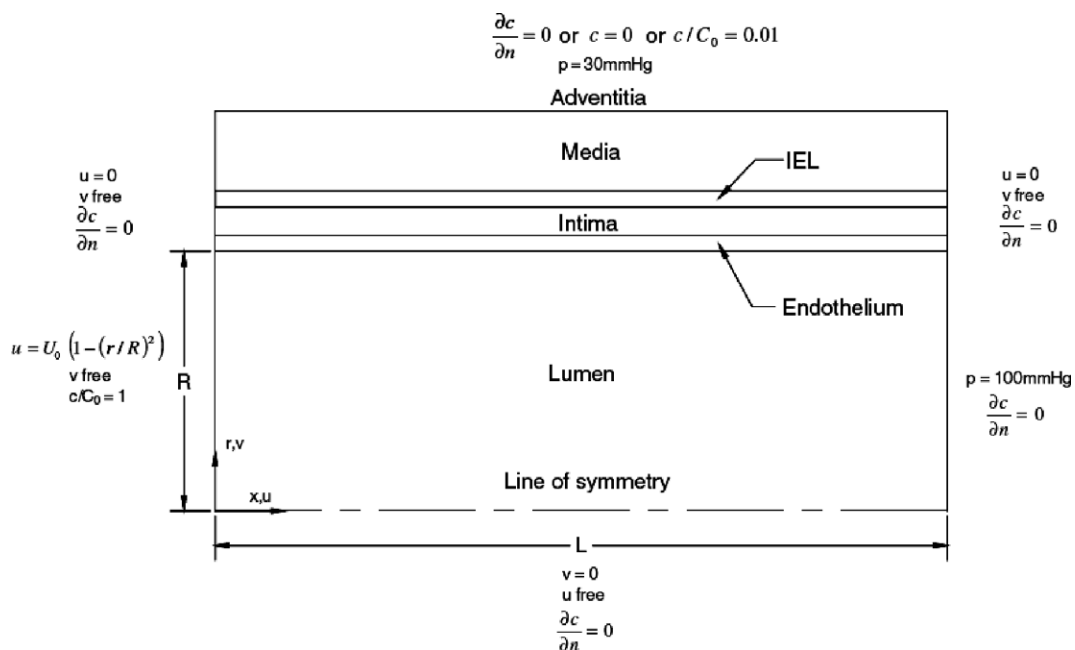 ∂c/∂n = 0 or c = 0 or c / C₀ = 0.01
p = 30mmHg
Adventitia
Media
IEL
u = 0
v free
∂c/∂n = 0
u = 0
v free
∂c/∂n = 0
Intima
Endothelium
u = U₀ (1−(r/R)²)
v free
c/C₀ = 1
R
Lumen
p = 100mmHg
∂c/∂n = 0
r,v
x,u
Line of symmetry
L
v = 0
u free
∂c/∂n = 0